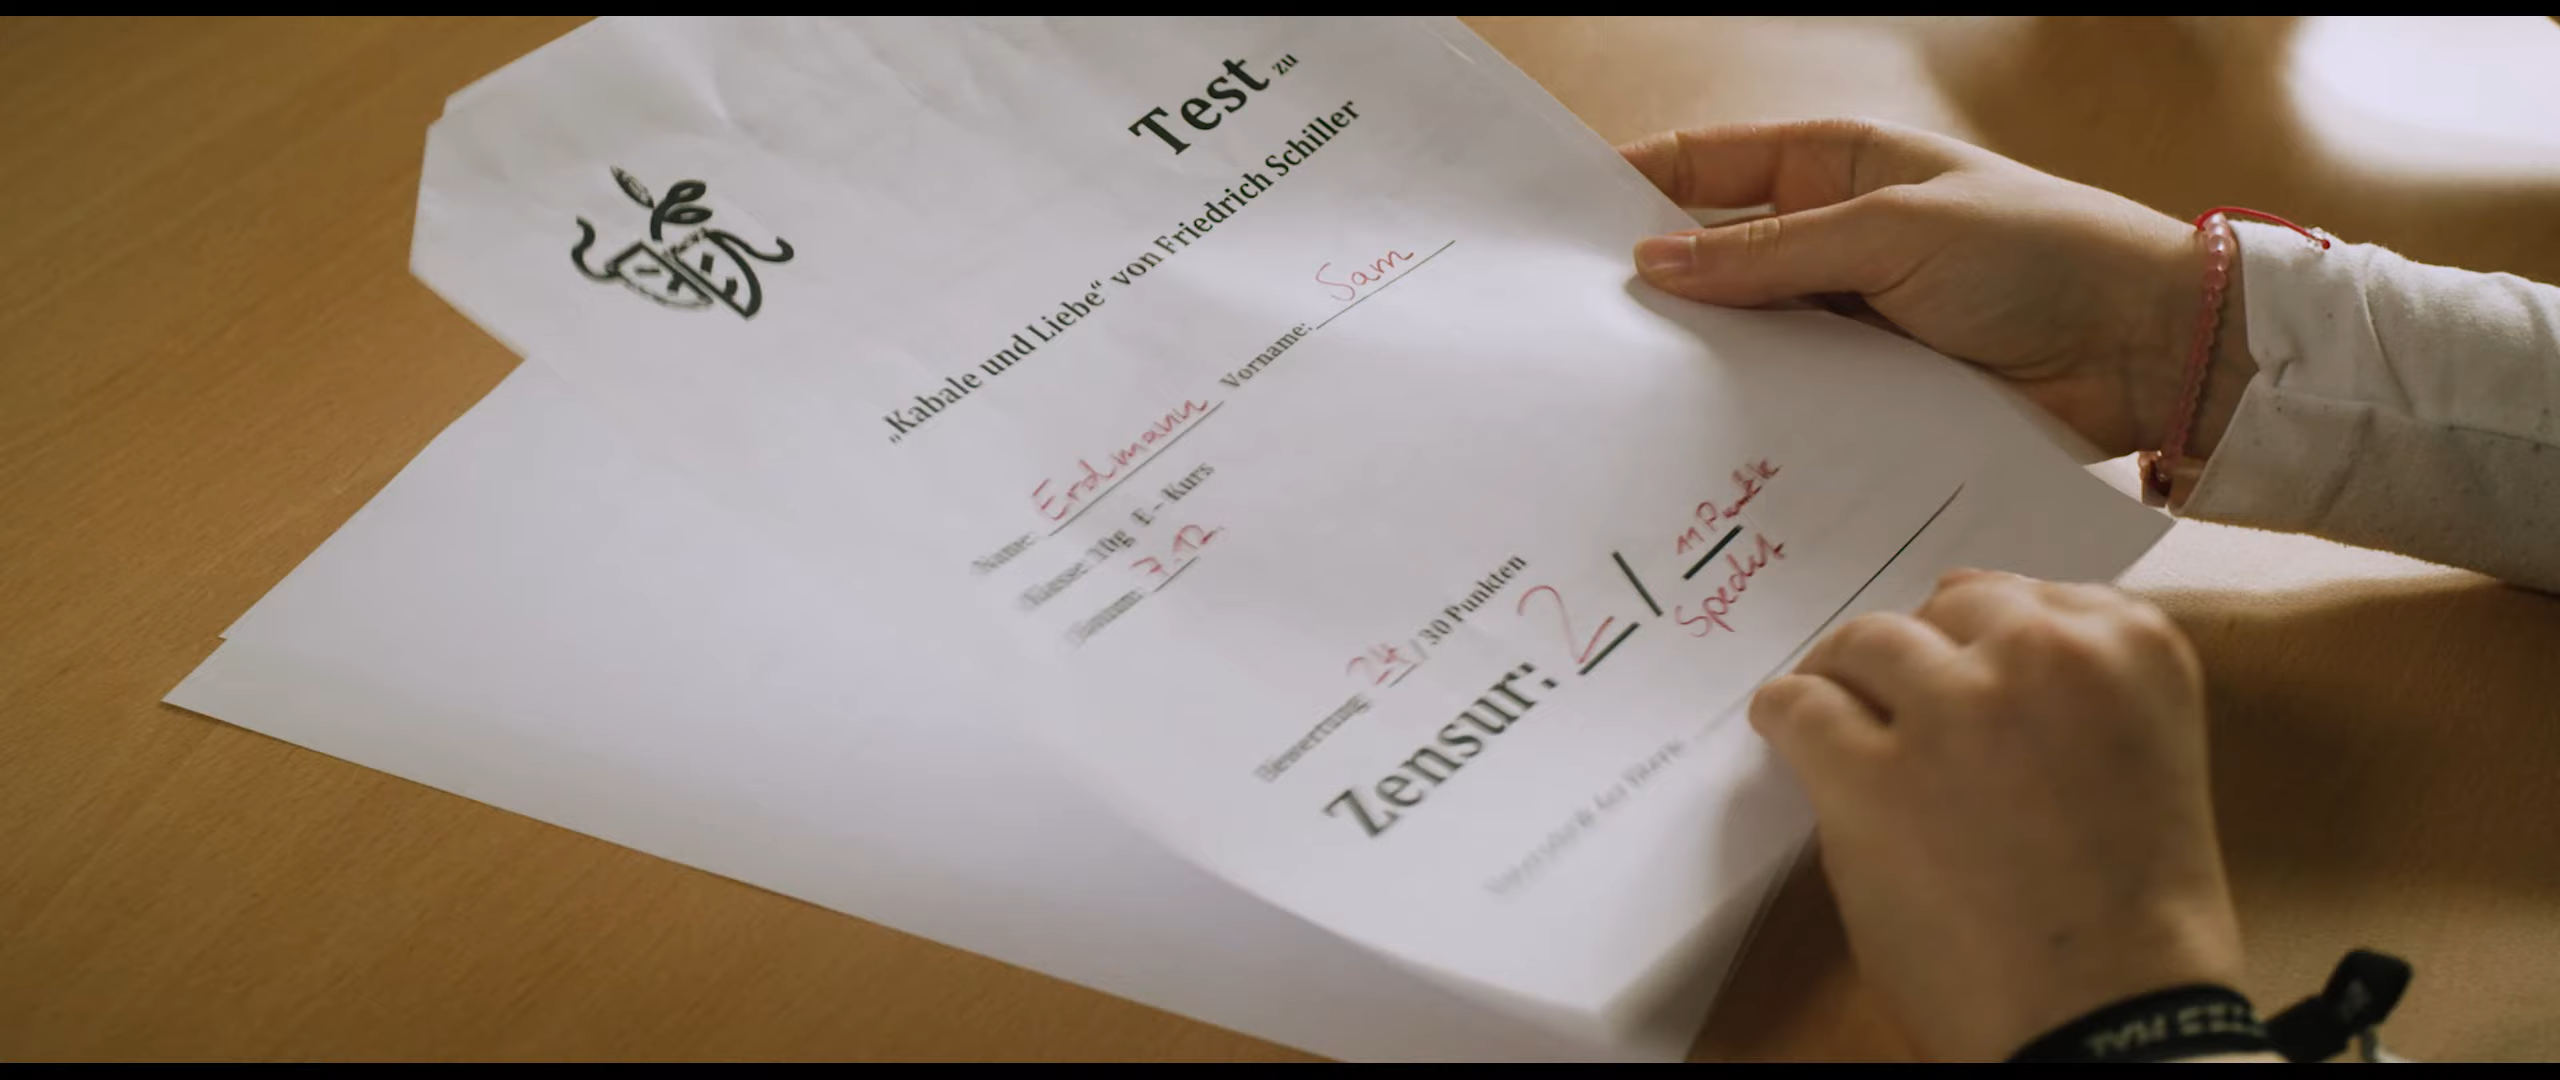 Test zu
„Kabale und Liebe“ von Friedrich Schiller
Name: Erdmann Vorname: Sam
Klasse: 10g E-Kurs
Datum: 7.12.
Bewertung: 24 / 30 Punkten
Zensur: 2 / 11 Punkte